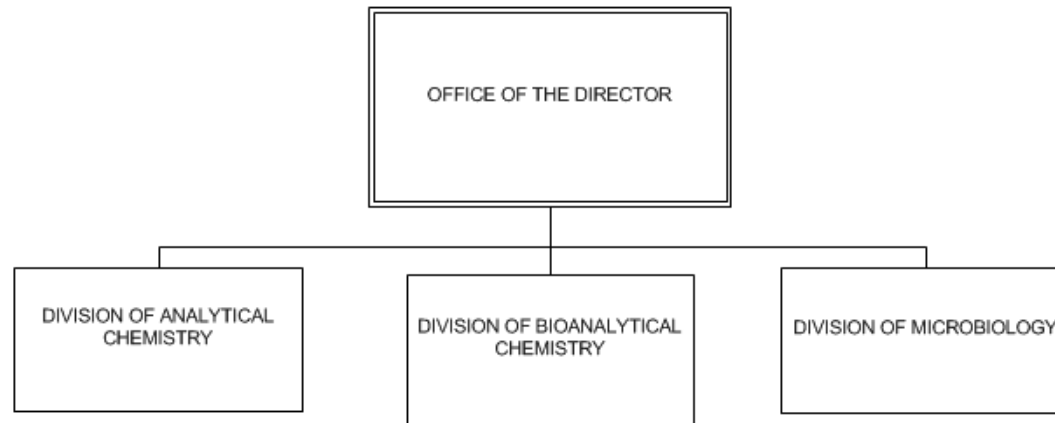 OFFICE OF THE DIRECTOR
DIVISION OF ANALYTICAL
CHEMISTRY
DIVISION OF BIOANALYTICAL
CHEMISTRY
DIVISION OF MICROBIOLOGY